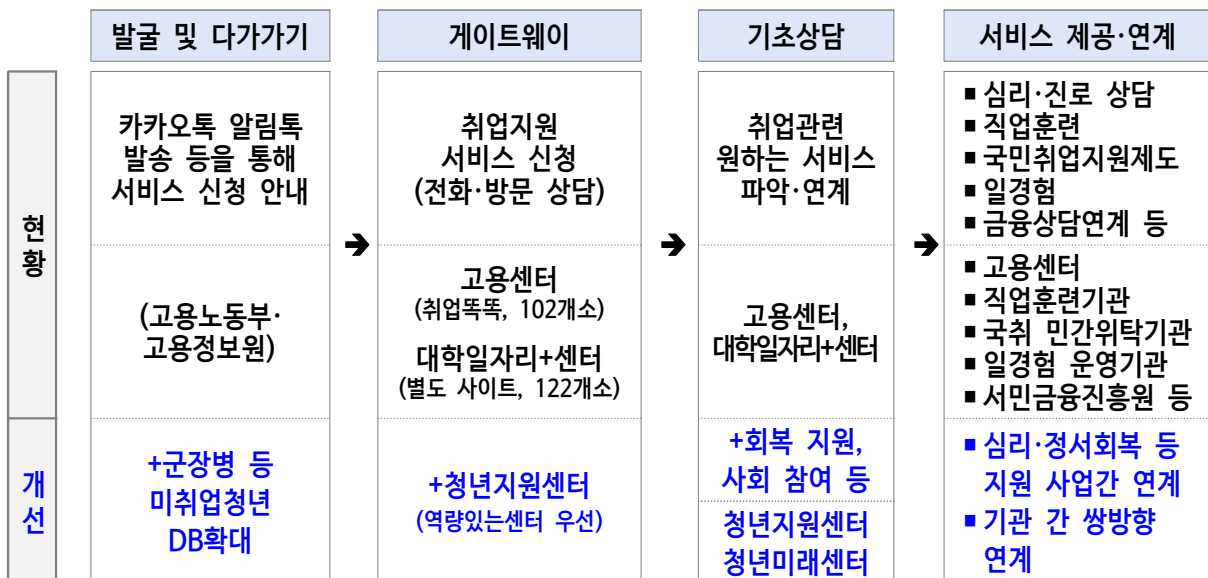 발굴 및 다가가기
게이트웨이
기초상담
서비스 제공·연계
현
황
카카오톡 알림톡
발송 등을 통해
서비스 신청 안내
(고용노동부·
고용정보원)
➔
취업지원
서비스 신청
(전화·방문 상담)
고용센터
(취업똑똑, 102개소)
대학일자리+센터
(별도 사이트, 122개소)
➔
취업관련
원하는 서비스
파악·연계
고용센터,
대학일자리+센터
➔
▪ 심리·진로 상담
▪ 직업훈련
▪ 국민취업지원제도
▪ 일경험
▪ 금융상담연계 등
▪ 고용센터
▪ 직업훈련기관
▪ 국취 민간위탁기관
▪ 일경험 운영기관
▪ 서민금융진흥원 등
개
선
+군장병 등
미취업청년
DB확대
+청년지원센터
(역량있는센터 우선)
+회복 지원,
사회 참여 등
청년지원센터
청년미래센터
▪ 심리·정서회복 등
지원 사업간 연계
▪ 기관 간 쌍방향
연계